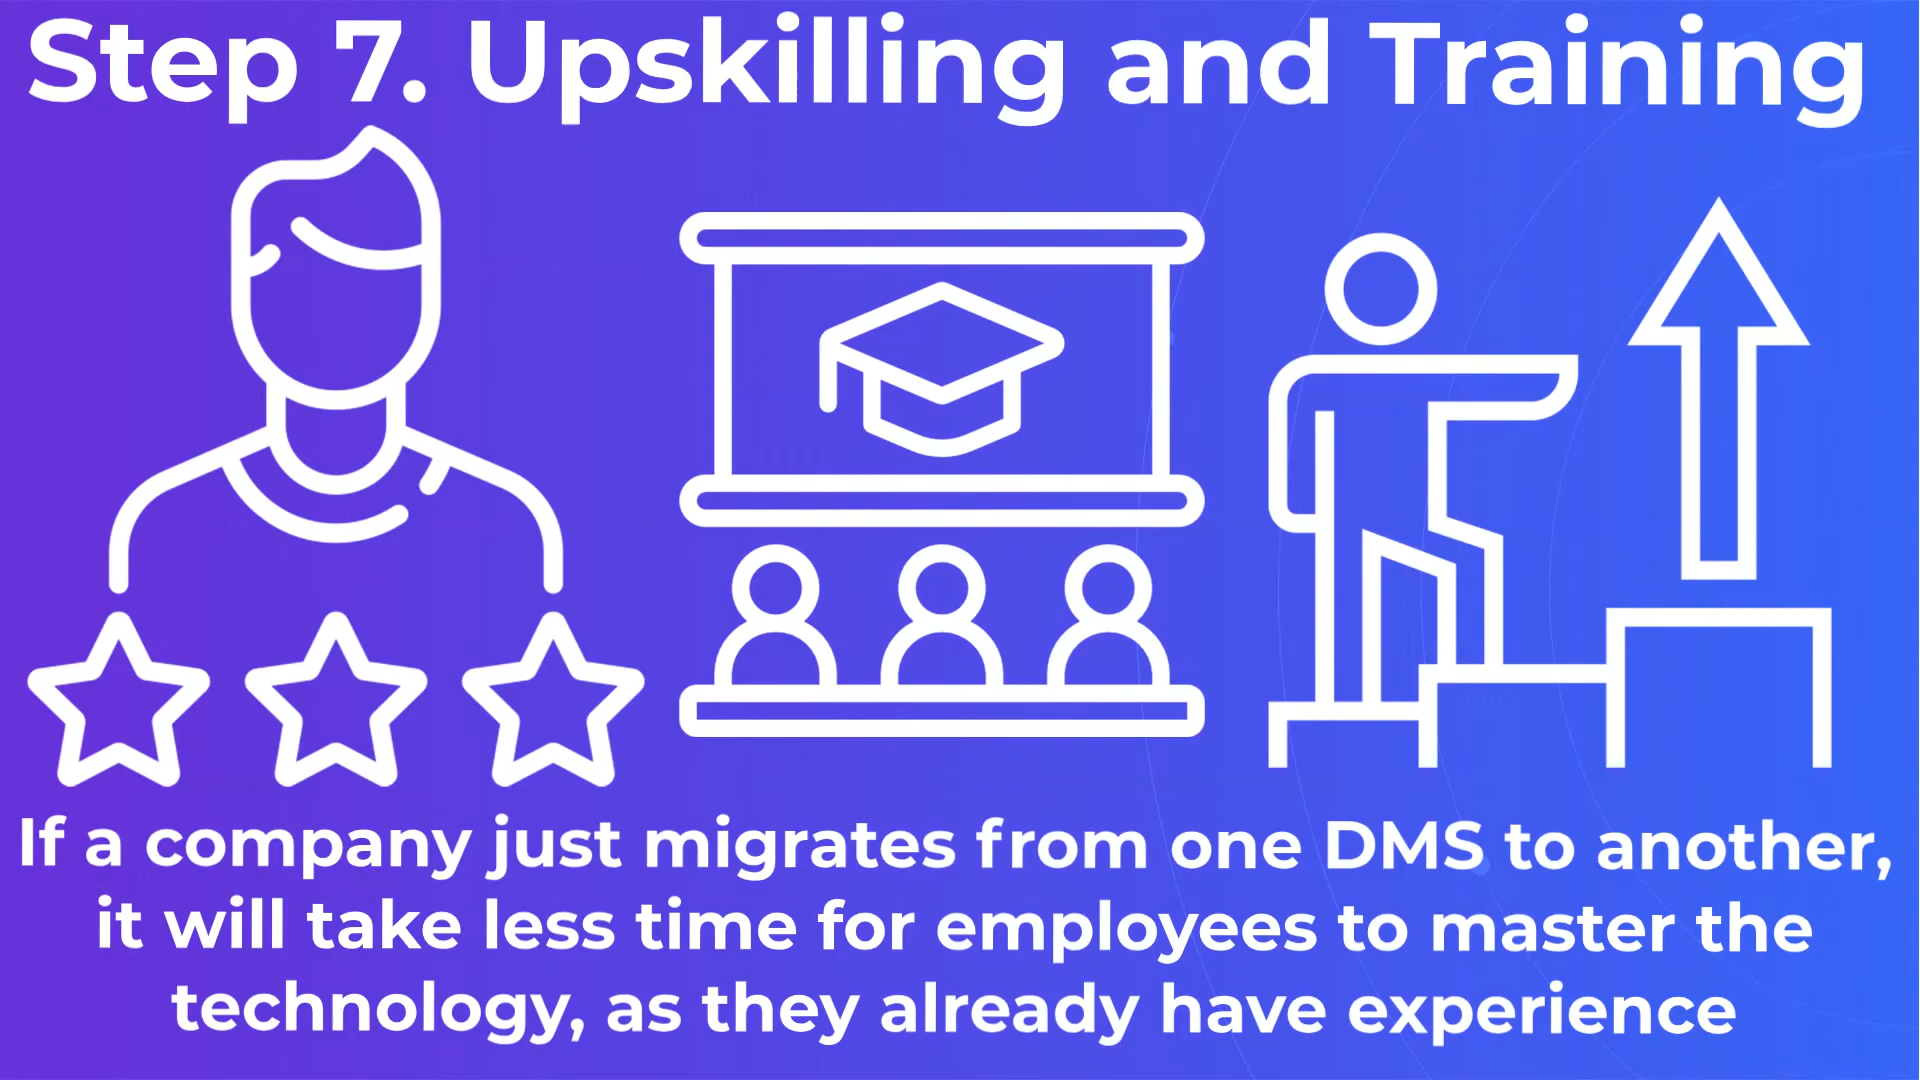 Step 7. Upskilling and Training
If a company just migrates from one DMS to another,
it will take less time for employees to master the
technology, as they already have experience